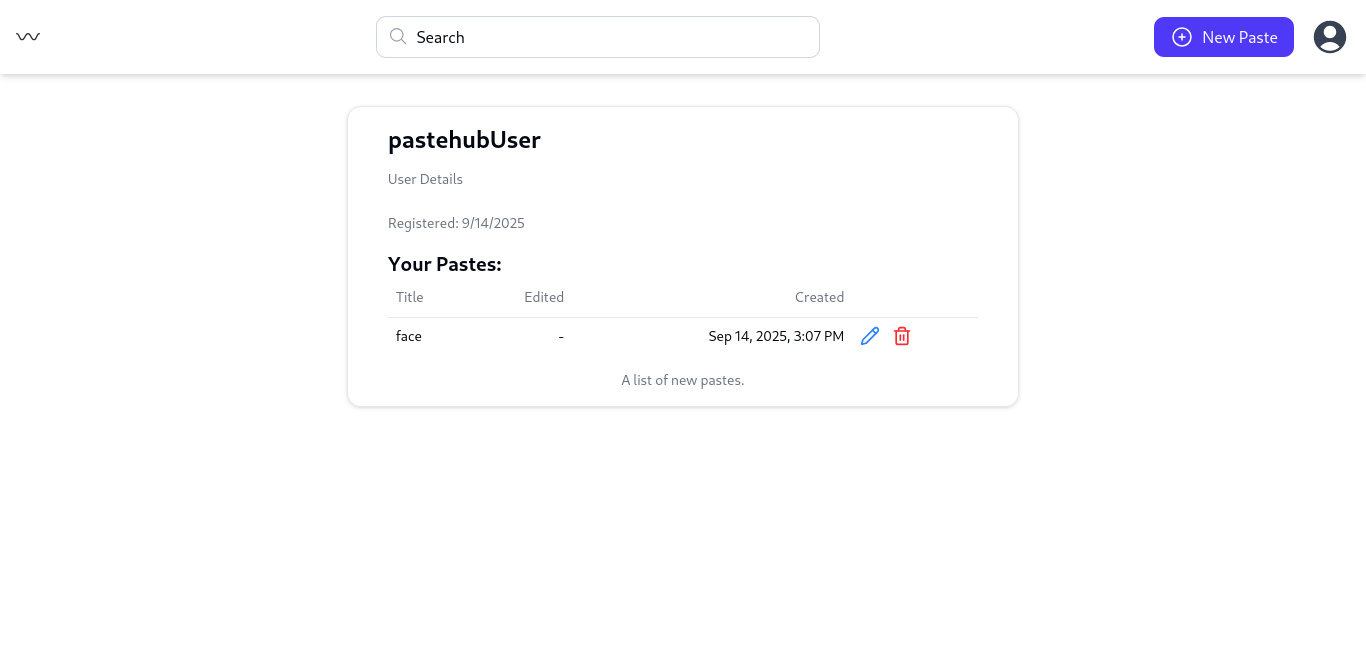 Search
New Paste
pastehubUser
User Details
Registered: 9/14/2025
Your Pastes:
Title Edited Created
face - Sep 14, 2025, 3:07 PM
A list of new pastes.